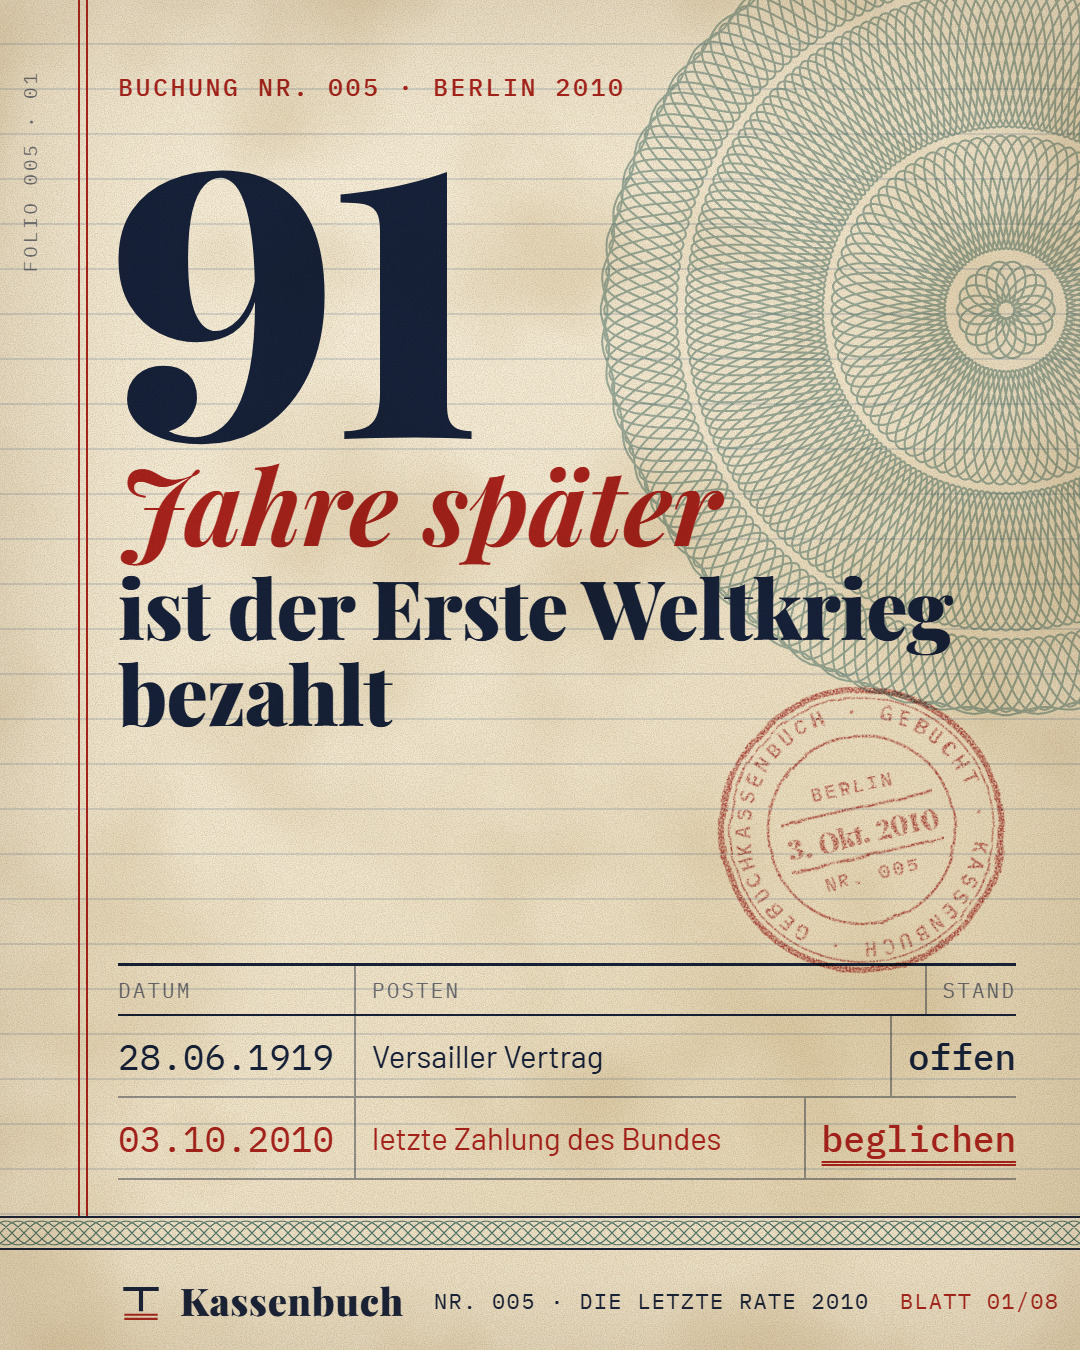 FOLIO 005 · 01
BUCHUNG NR. 005 · BERLIN 2010
91
Jahre später
ist der Erste Weltkrieg
bezahlt
KASSENBUCH · GEBUCHT · KASSENBUCH · GEBUCH
BERLIN
3. Okt. 2010
NR. 005
DATUM POSTEN STAND
28.06.1919 Versailler Vertrag offen
03.10.2010 letzte Zahlung des Bundes beglichen
Kassenbuch NR. 005 · DIE LETZTE RATE 2010 BLATT 01/08